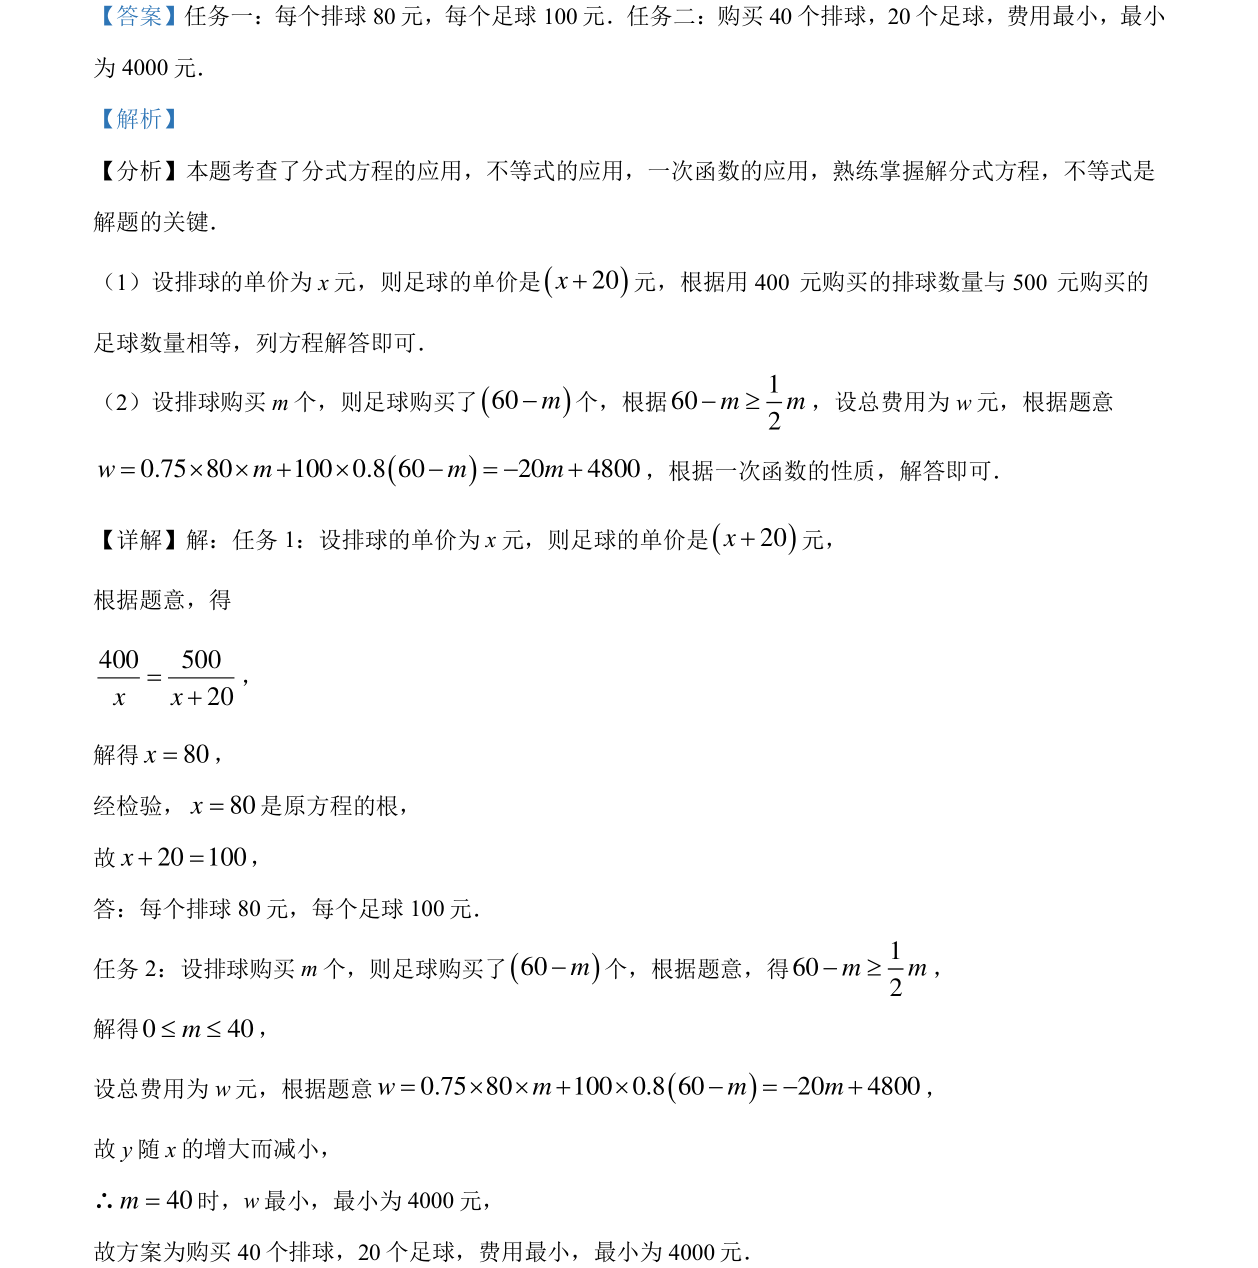 【答案】任务一：每个排球 80 元，每个足球 100 元．任务二：购买 40 个排球，20 个足球，费用最小，最小
为 4000 元．
【解析】
【分析】本题考查了分式方程的应用，不等式的应用，一次函数的应用，熟练掌握解分式方程，不等式是
解题的关键．
（1）设排球的单价为 x 元，则足球的单价是(x+20)元，根据用 400 元购买的排球数量与 500 元购买的
足球数量相等，列方程解答即可．
（2）设排球购买 m 个，则足球购买了(60−m)个，根据60−m≥1/2m，设总费用为 w 元，根据题意
w=0.75×80×m+100×0.8(60−m)=−20m+4800，根据一次函数的性质，解答即可．
【详解】解：任务 1：设排球的单价为 x 元，则足球的单价是(x+20)元，
根据题意，得
400/x=500/(x+20)，
解得 x=80，
经检验，x=80是原方程的根，
故 x+20=100，
答：每个排球 80 元，每个足球 100 元．
任务 2：设排球购买 m 个，则足球购买了(60−m)个，根据题意，得60−m≥1/2m，
解得0≤m≤40，
设总费用为 w 元，根据题意w=0.75×80×m+100×0.8(60−m)=−20m+4800，
故 y 随 x 的增大而减小，
∴m=40时，w 最小，最小为 4000 元，
故方案为购买 40 个排球，20 个足球，费用最小，最小为 4000 元．